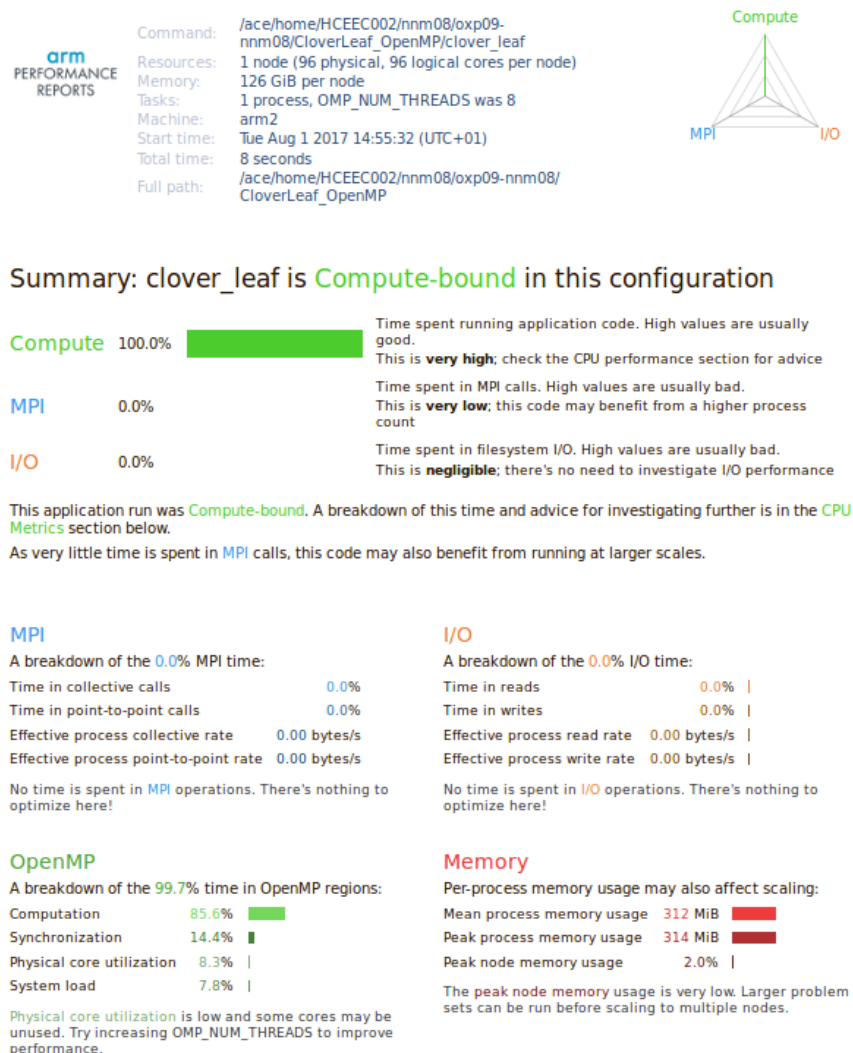 arm
PERFORMANCE
REPORTS
Command: /ace/home/HCEEC002/nnm08/oxp09-
nnm08/CloverLeaf_OpenMP/clover_leaf
Resources: 1 node (96 physical, 96 logical cores per node)
Memory: 126 GiB per node
Tasks: 1 process, OMP_NUM_THREADS was 8
Machine: arm2
Start time: Tue Aug 1 2017 14:55:32 (UTC+01)
Total time: 8 seconds
Full path: /ace/home/HCEEC002/nnm08/oxp09-nnm08/
CloverLeaf_OpenMP
Compute
MPI
I/O
Summary: clover_leaf is Compute-bound in this configuration
Compute 100.0%
Time spent running application code. High values are usually
good.
This is very high; check the CPU performance section for advice
MPI 0.0%
Time spent in MPI calls. High values are usually bad.
This is very low; this code may benefit from a higher process
count
I/O 0.0%
Time spent in filesystem I/O. High values are usually bad.
This is negligible; there's no need to investigate I/O performance
This application run was Compute-bound. A breakdown of this time and advice for investigating further is in the CPU
Metrics section below.
As very little time is spent in MPI calls, this code may also benefit from running at larger scales.
MPI
A breakdown of the 0.0% MPI time:
Time in collective calls 0.0%
Time in point-to-point calls 0.0%
Effective process collective rate 0.00 bytes/s
Effective process point-to-point rate 0.00 bytes/s
No time is spent in MPI operations. There's nothing to
optimize here!
I/O
A breakdown of the 0.0% I/O time:
Time in reads 0.0%
Time in writes 0.0%
Effective process read rate 0.00 bytes/s
Effective process write rate 0.00 bytes/s
No time is spent in I/O operations. There's nothing to
optimize here!
OpenMP
A breakdown of the 99.7% time in OpenMP regions:
Computation 85.6%
Synchronization 14.4%
Physical core utilization 8.3%
System load 7.8%
Physical core utilization is low and some cores may be
unused. Try increasing OMP_NUM_THREADS to improve
performance.
Memory
Per-process memory usage may also affect scaling:
Mean process memory usage 312 MiB
Peak process memory usage 314 MiB
Peak node memory usage 2.0%
The peak node memory usage is very low. Larger problem
sets can be run before scaling to multiple nodes.